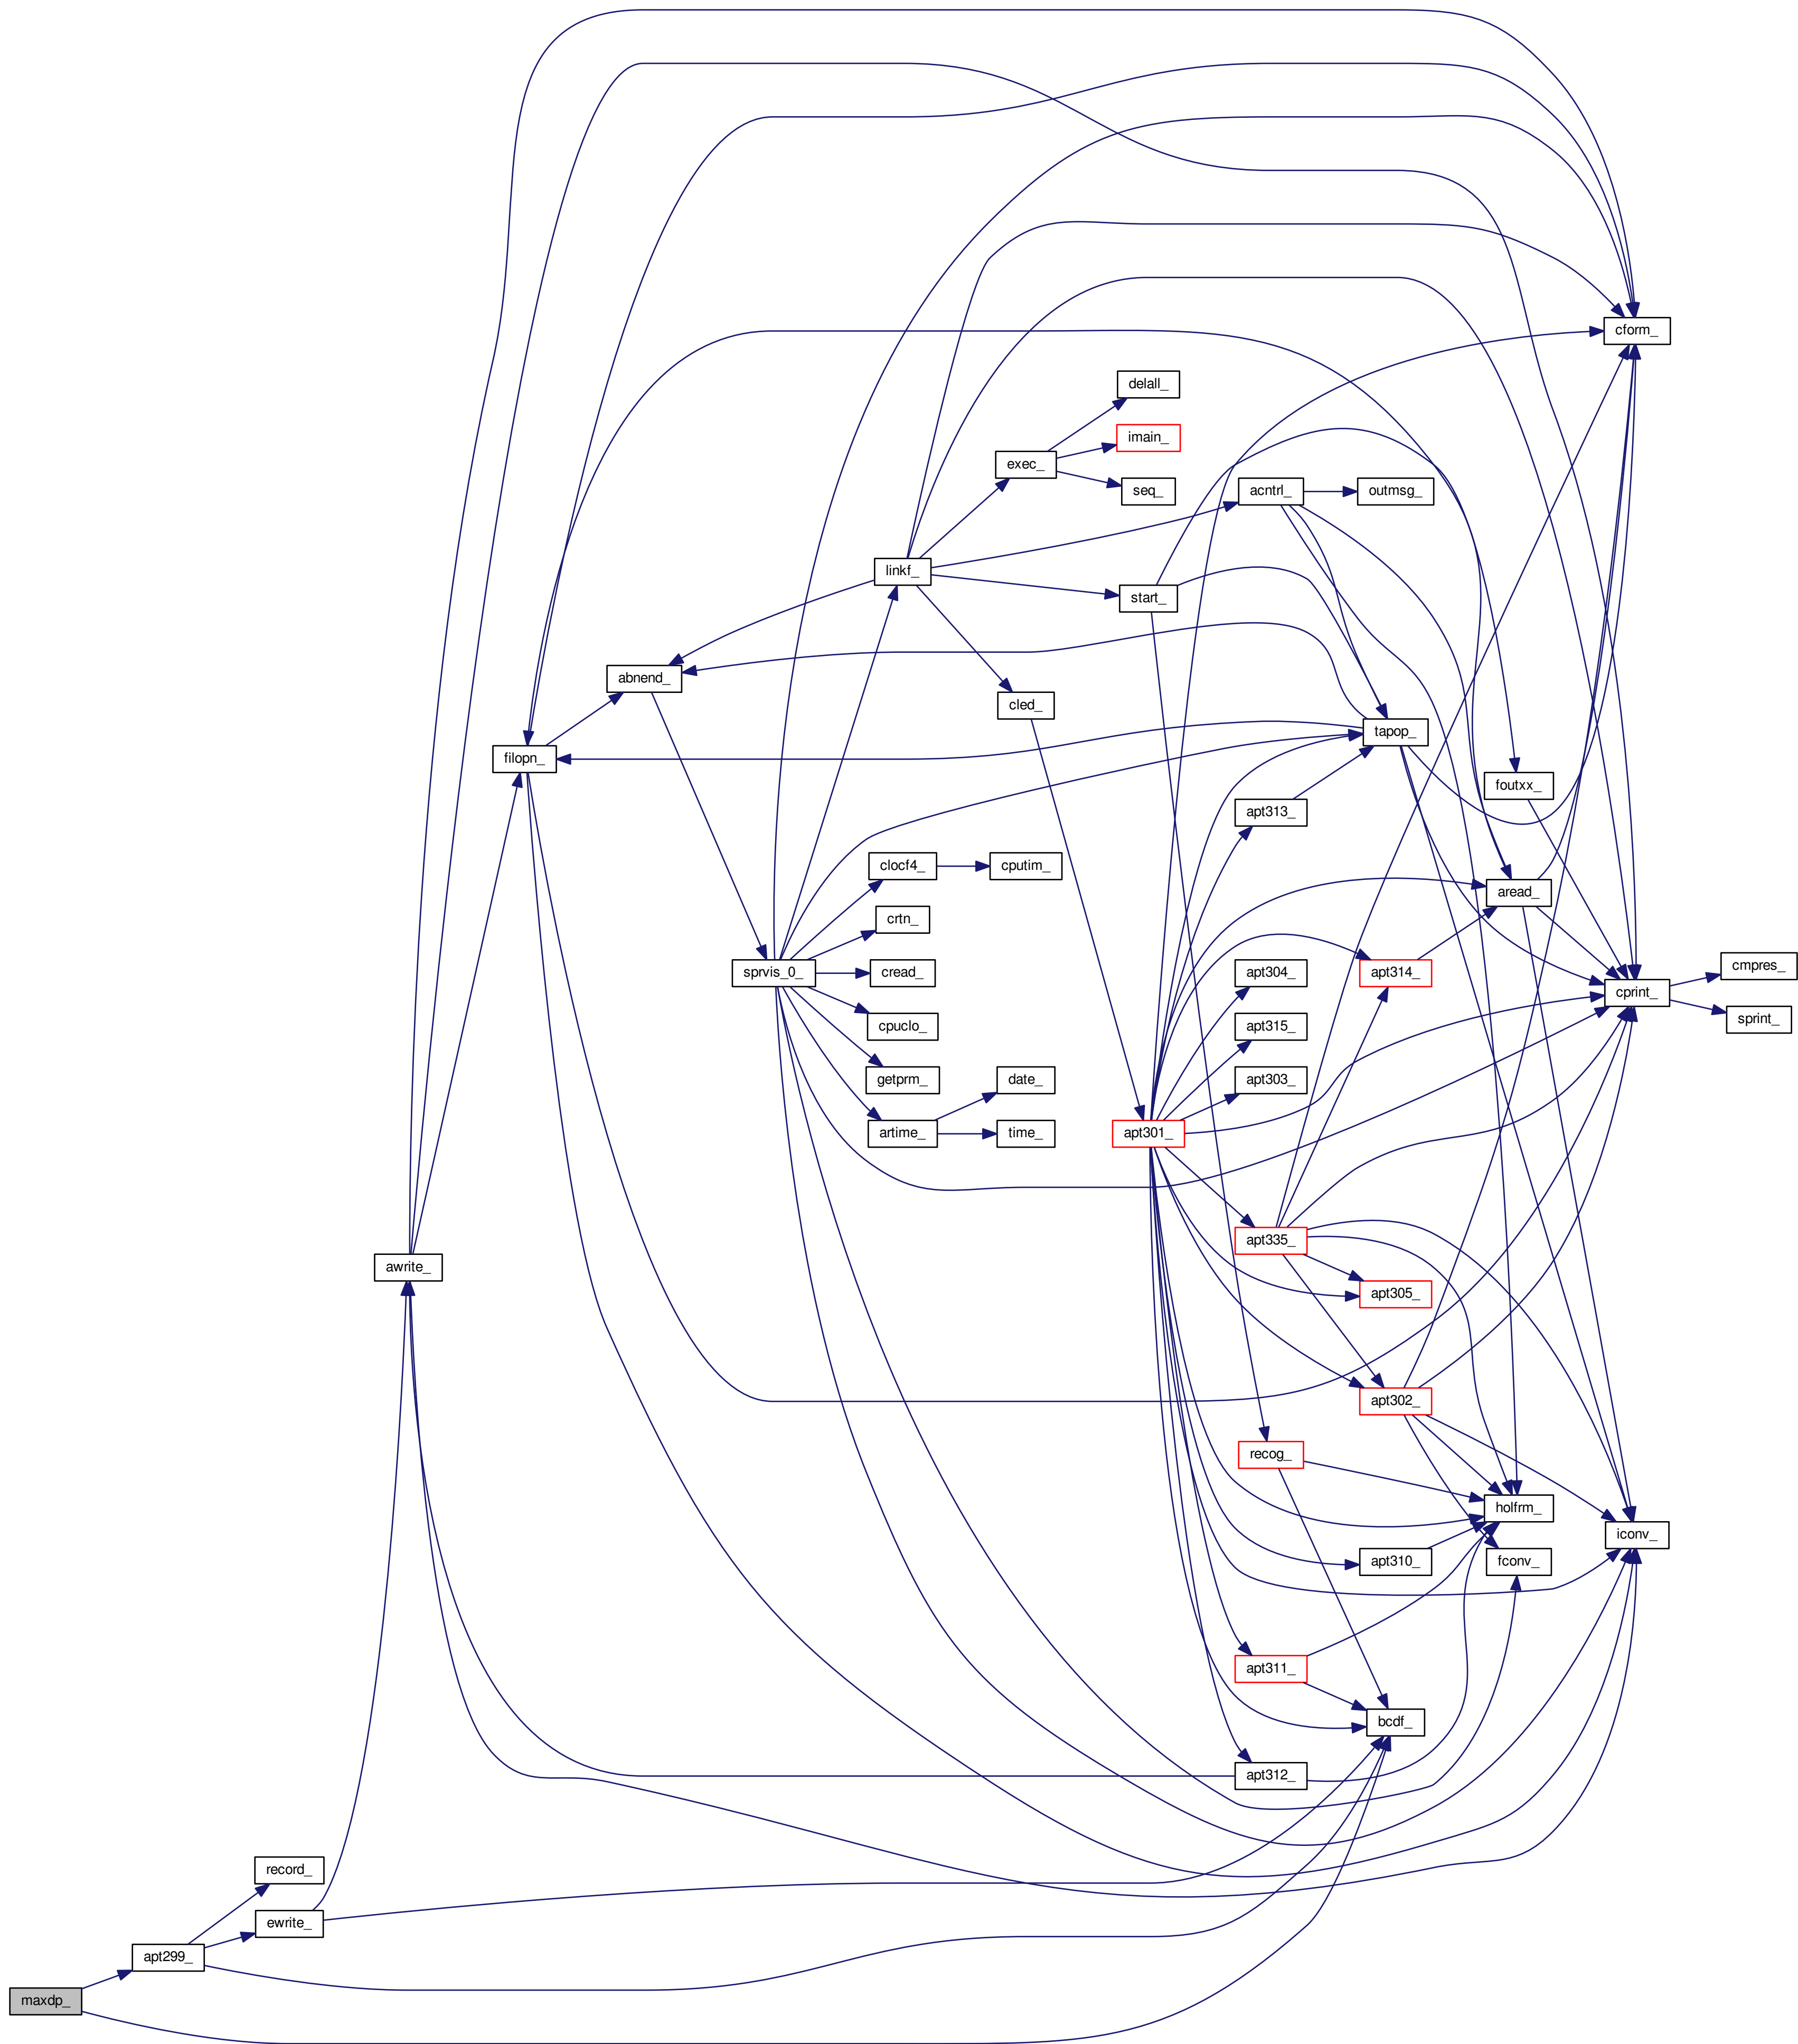 cform_
delall_
imain_
exec_
seq_
acntrl_
outmsg_
linkf_
start_
abnend_
cled_
tapop_
filopn_
foutxx_
apt313_
clocf4_
cputim_
aread_
crtn_
sprvis_0_
cread_
apt304_
apt314_
cmpres_
cprint_
cpuclo_
apt315_
sprint_
getprm_
date_
apt303_
artime_
time_
apt301_
apt335_
awrite_
apt305_
apt302_
recog_
holfrm_
iconv_
apt310_
fconv_
apt311_
bcdf_
apt312_
record_
ewrite_
apt299_
maxdp_